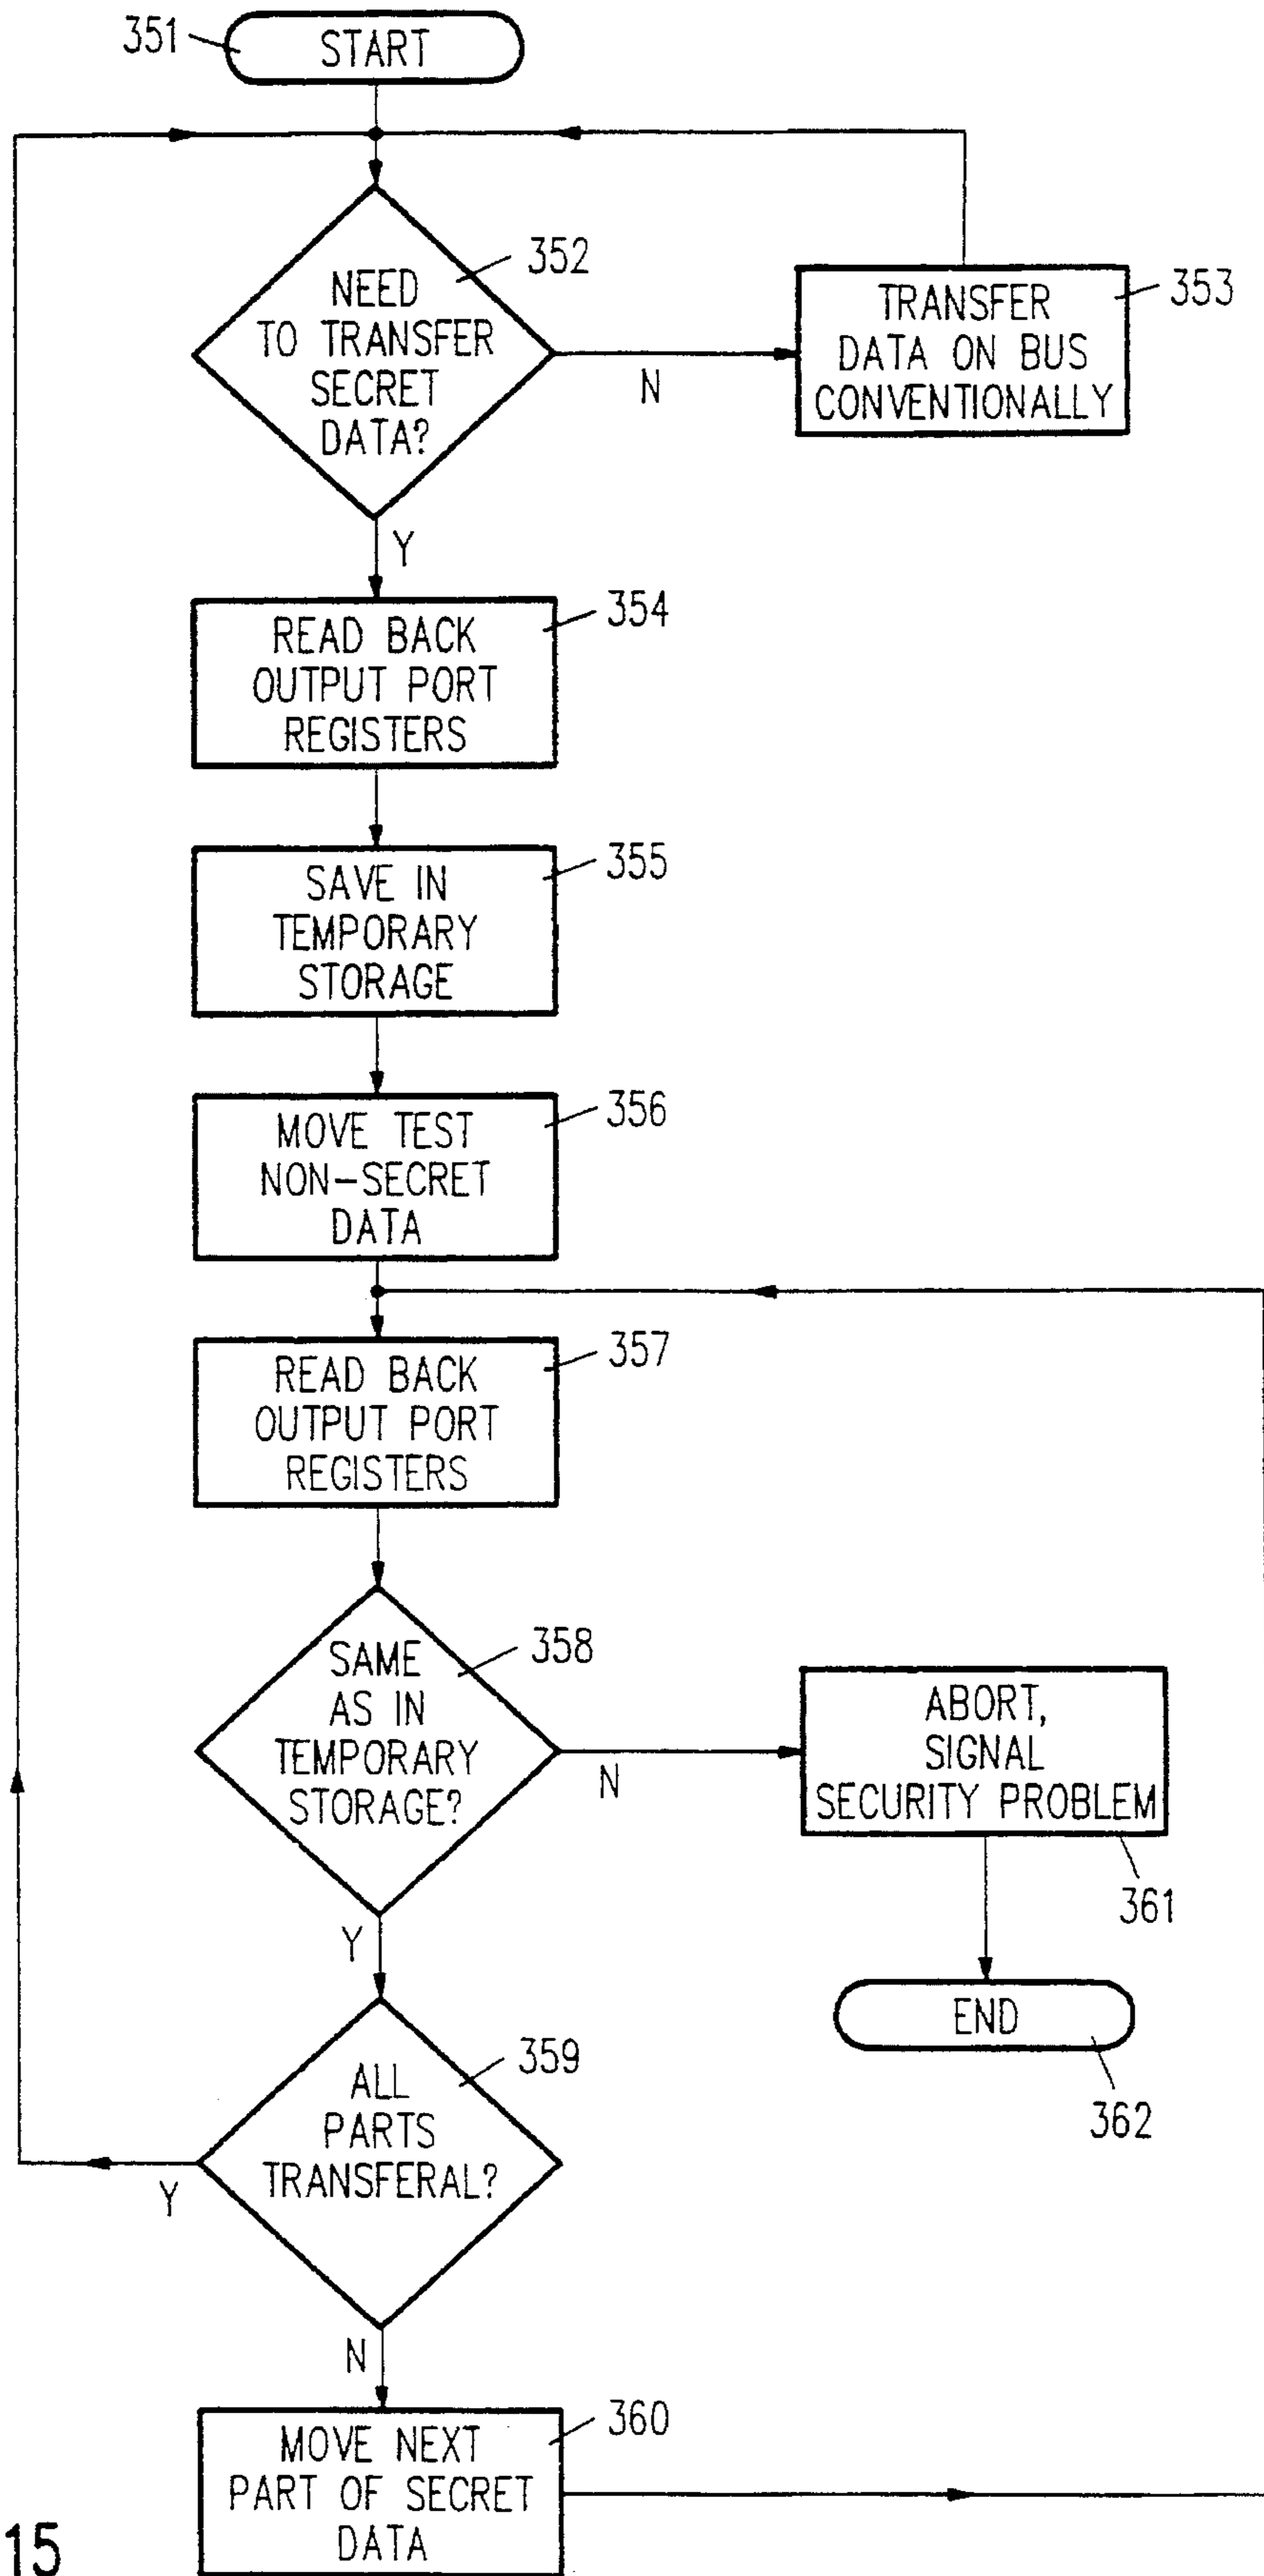 351
START
352
NEED
TO TRANSFER
SECRET
DATA?
N
353
TRANSFER
DATA ON BUS
CONVENTIONALLY
Y
354
READ BACK
OUTPUT PORT
REGISTERS
355
SAVE IN
TEMPORARY
STORAGE
356
MOVE TEST
NON-SECRET
DATA
357
READ BACK
OUTPUT PORT
REGISTERS
358
SAME
AS IN
TEMPORARY
STORAGE?
N
ABORT,
SIGNAL
SECURITY PROBLEM
361
Y
END
362
359
ALL
PARTS
TRANSFERAL?
Y
N
360
MOVE NEXT
PART OF SECRET
DATA
15